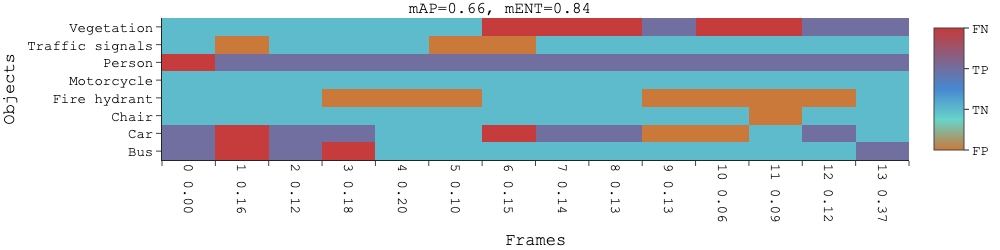 mAP=0.66, mENT=0.84
Objects
Vegetation
Traffic signals
Person
Motorcycle
Fire hydrant
Chair
Car
Bus
0 0.00
1 0.16
2 0.12
3 0.18
4 0.20
5 0.10
6 0.15
7 0.14
8 0.13
9 0.13
10 0.06
11 0.09
12 0.12
13 0.37
Frames
FN
TP
TN
FP